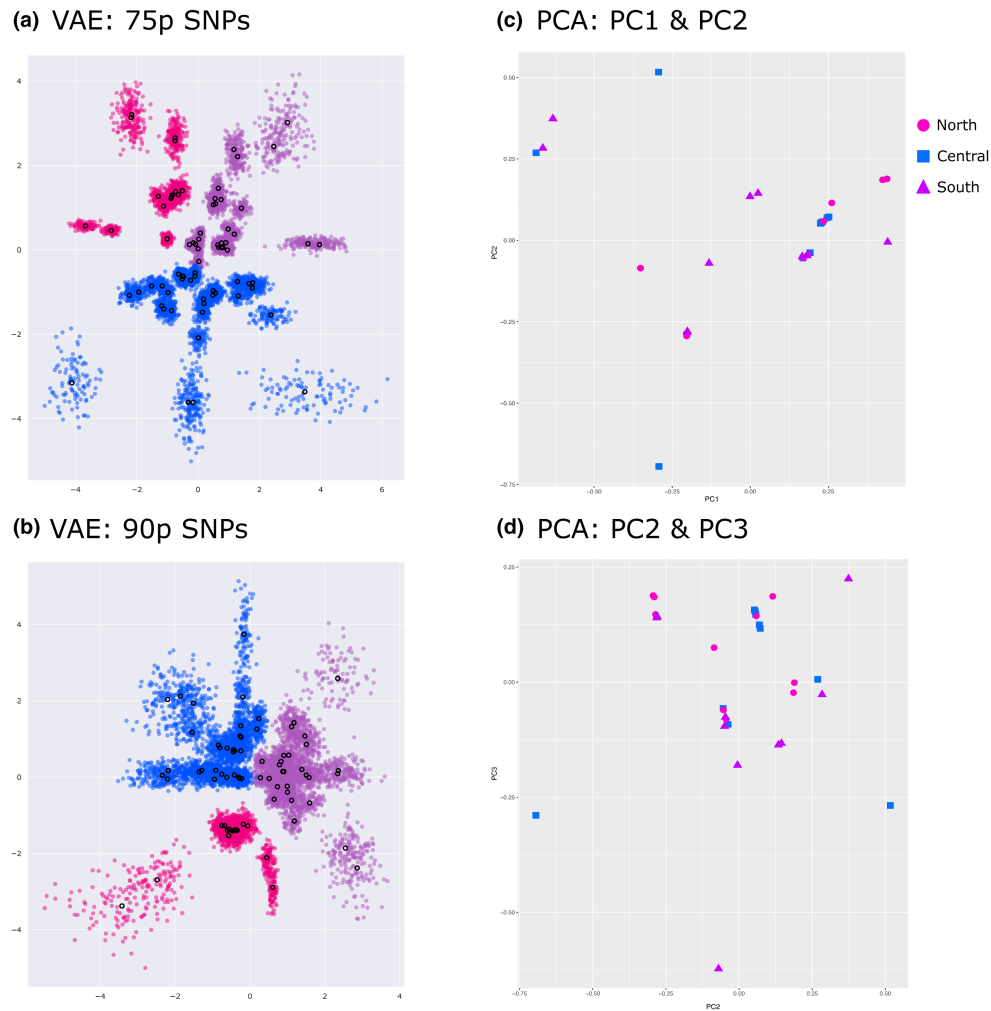 (a) VAE: 75p SNPs
4
2
0
−2
−4
−4 −2 0 2 4 6
(c) PCA: PC1 & PC2
0.50
0.25
0.00
−0.25
−0.50
−0.75
PC2
−0.50 −0.25 0.00 0.25
PC1
North
Central
South
(b) VAE: 90p SNPs
4
2
0
−2
−4
−4 −2 0 2 4
(d) PCA: PC2 & PC3
0.25
0.00
−0.25
−0.50
PC3
−0.75 −0.50 −0.25 0.00 0.25 0.50
PC2